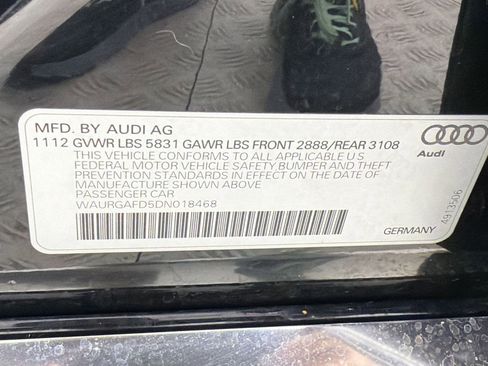 MFD. BY AUDI AG
1112 GVWR LBS 5831 GAWR LBS FRONT 2888/REAR 3108
THIS VEHICLE CONFORMS TO ALL APPLICABLE U S
FEDERAL MOTOR VEHICLE SAFETY BUMPER AND THEFT
PREVENTION STANDARDS IN EFFECT ON THE DATE OF
MANUFACTURE SHOWN ABOVE
PASSENGER CAR
WAURGAFD5DN018468
Audi
4913506
GERMANY